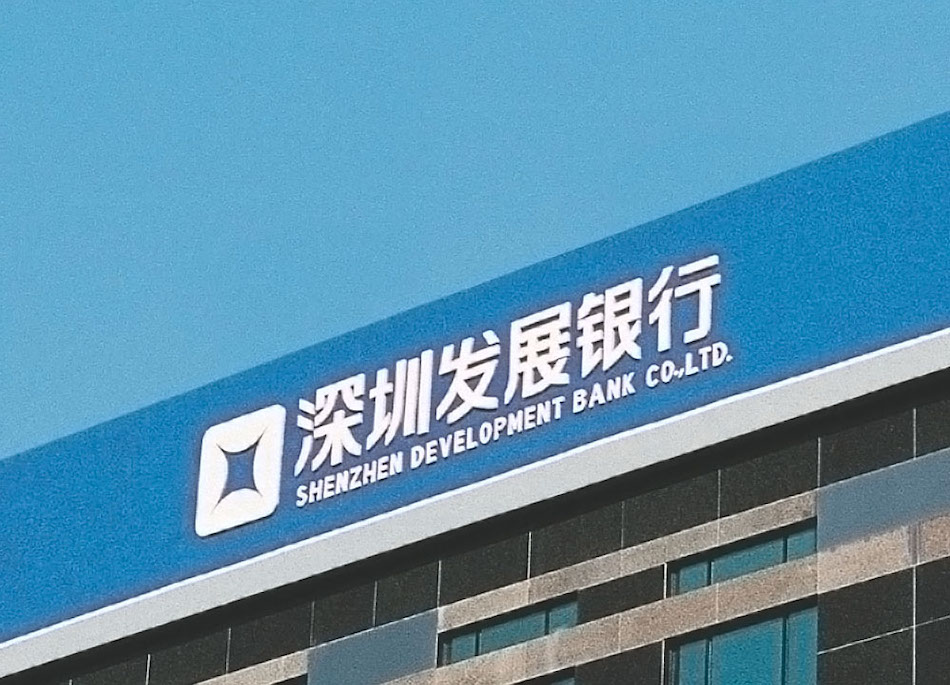 深圳发展银行
SHENZHEN DEVELOPMENT BANK CO.,LTD.